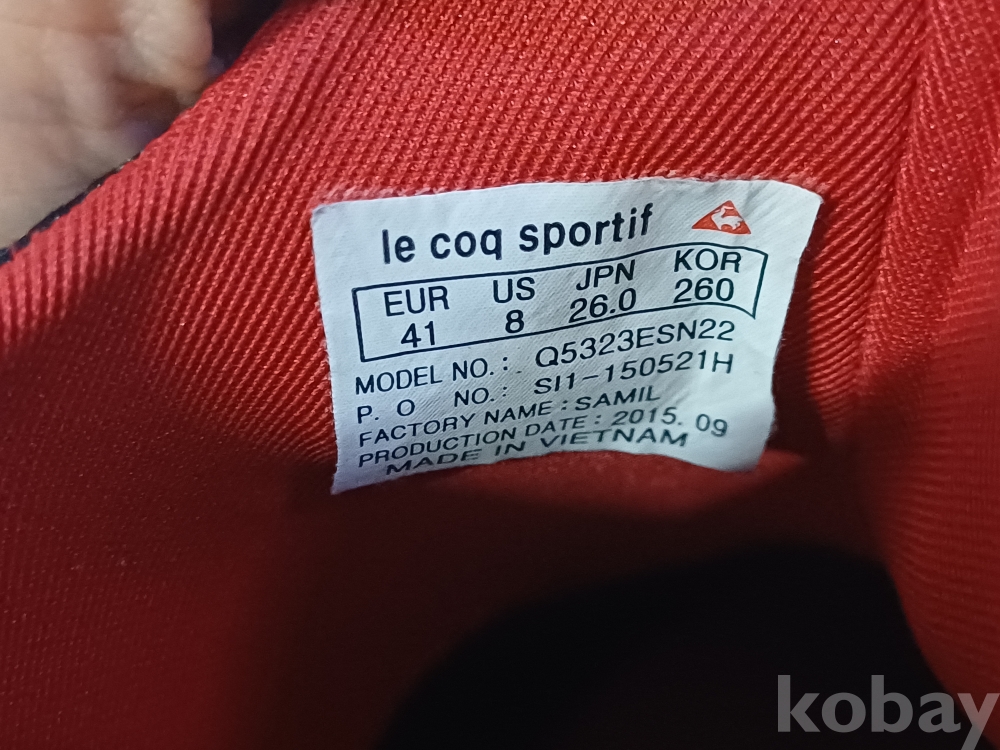 le coq sportif
EUR US JPN KOR
41 8 26.0 260
MODEL NO.: Q5323ESN22
P. O NO.: SI1-150521H
FACTORY NAME : SAMIL
PRODUCTION DATE : 2015. 09
MADE IN VIETNAM
kobay